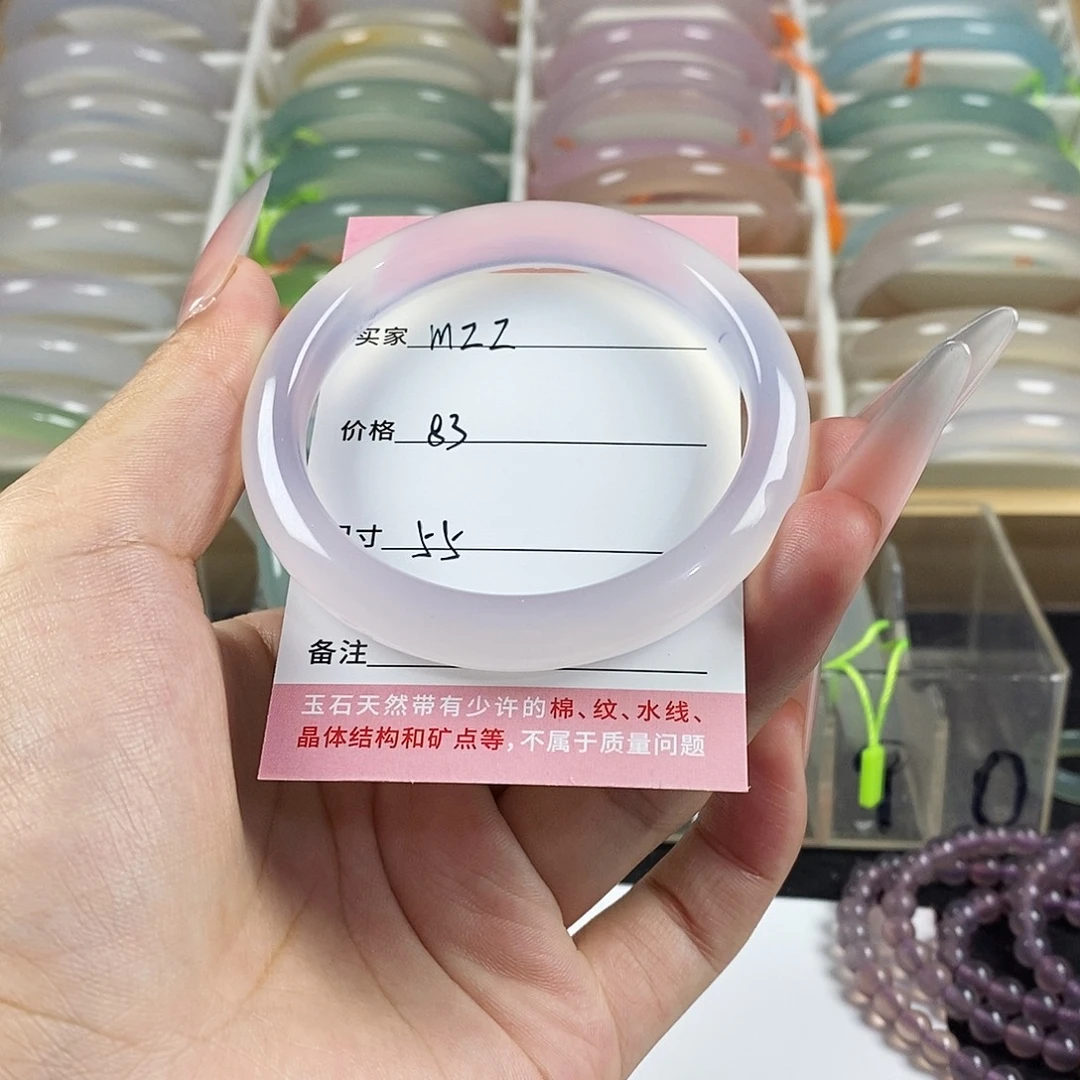 买家 MZZ
价格 83
寸 55
备注
玉石天然带有少许的棉、纹、水线、
晶体结构和矿点等，不属于质量问题
0